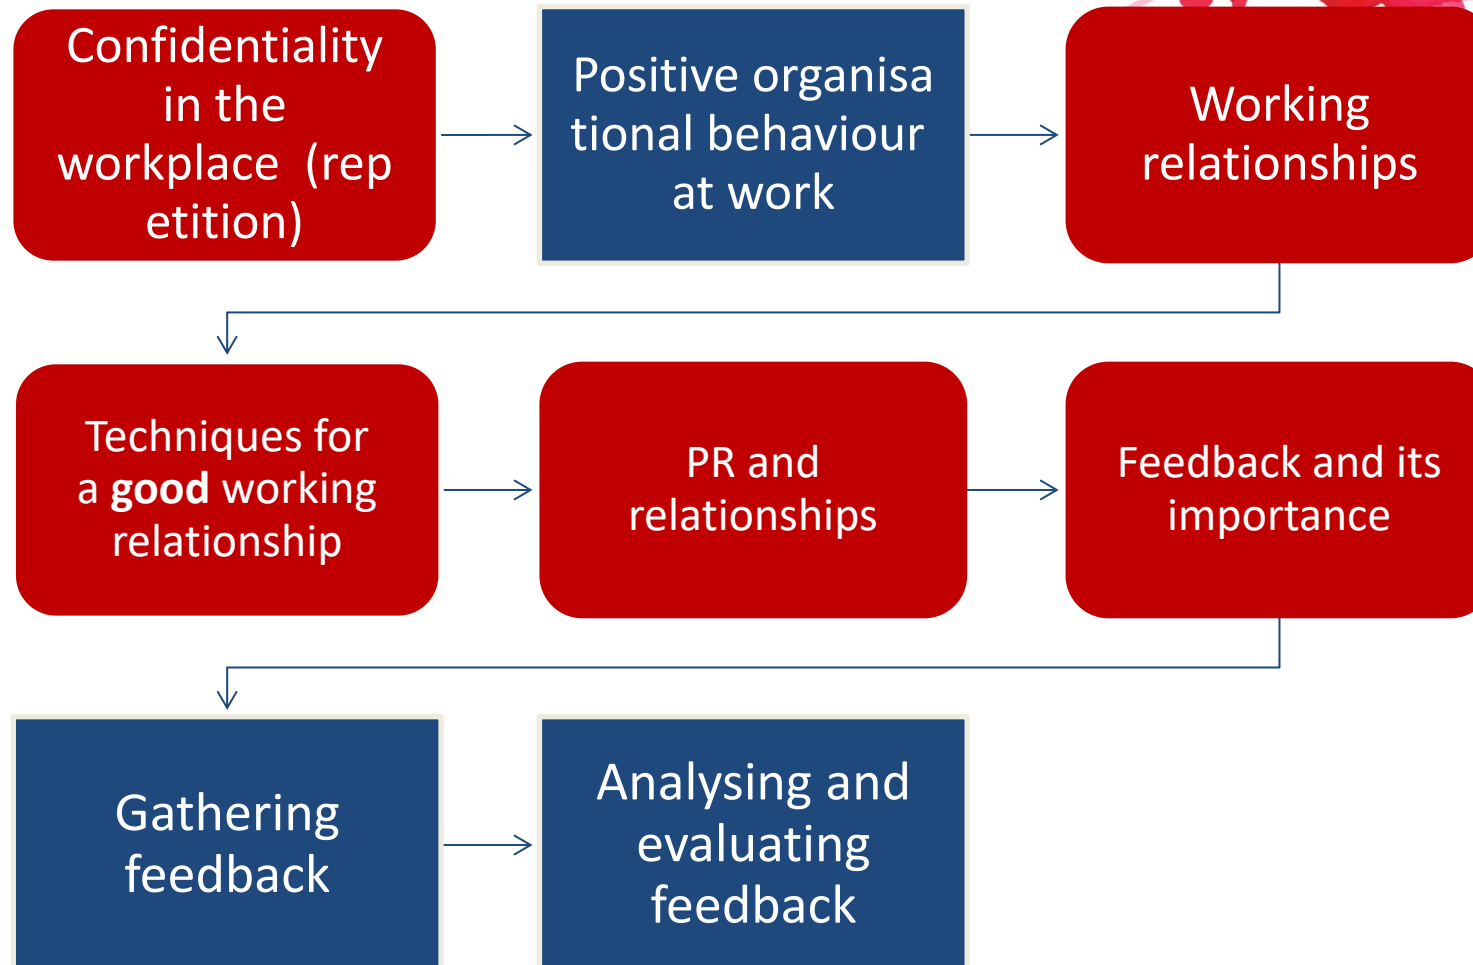 Confidentiality
in the
workplace (rep
etition)
Positive organisa
tional behaviour
at work
Working
relationships
Techniques for
a good working
relationship
PR and
relationships
Feedback and its
importance
Gathering
feedback
Analysing and
evaluating
feedback